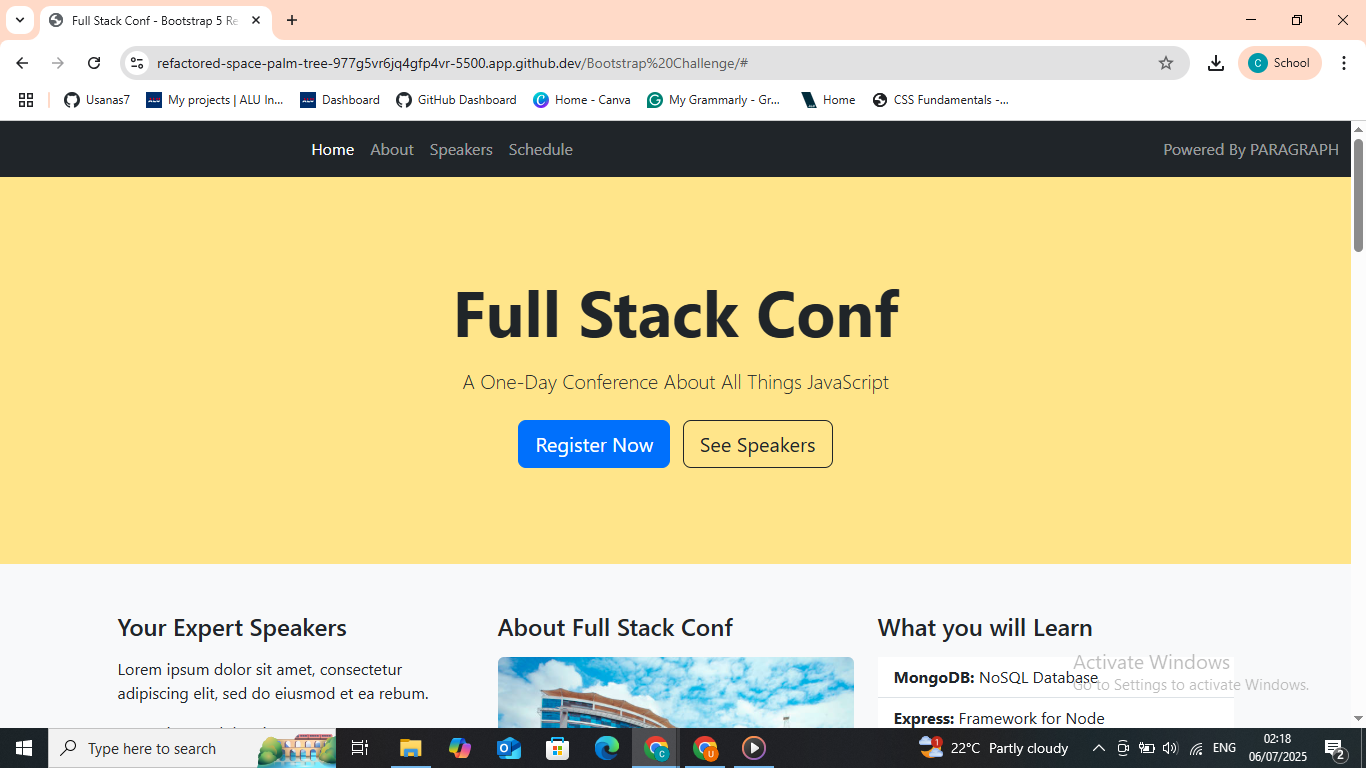 Full Stack Conf - Bootstrap 5 Re
refactored-space-palm-tree-977g5vr6jq4gfp4vr-5500.app.github.dev/Bootstrap%20Challenge/#
C School
Usanas7 My projects | ALU In... Dashboard GitHub Dashboard Home - Canva My Grammarly - Gr... Home CSS Fundamentals -...
Home About Speakers Schedule Powered By PARAGRAPH
Full Stack Conf
A One-Day Conference About All Things JavaScript
Register Now See Speakers
Your Expert Speakers About Full Stack Conf What you will Learn
Lorem ipsum dolor sit amet, consectetur
adipiscing elit, sed do eiusmod et ea rebum.
MongoDB: NoSQL Database
Express: Framework for Node
Activate Windows
Go to Settings to activate Windows.
Type here to search 22°C Partly cloudy ENG 02:18
06/07/2025